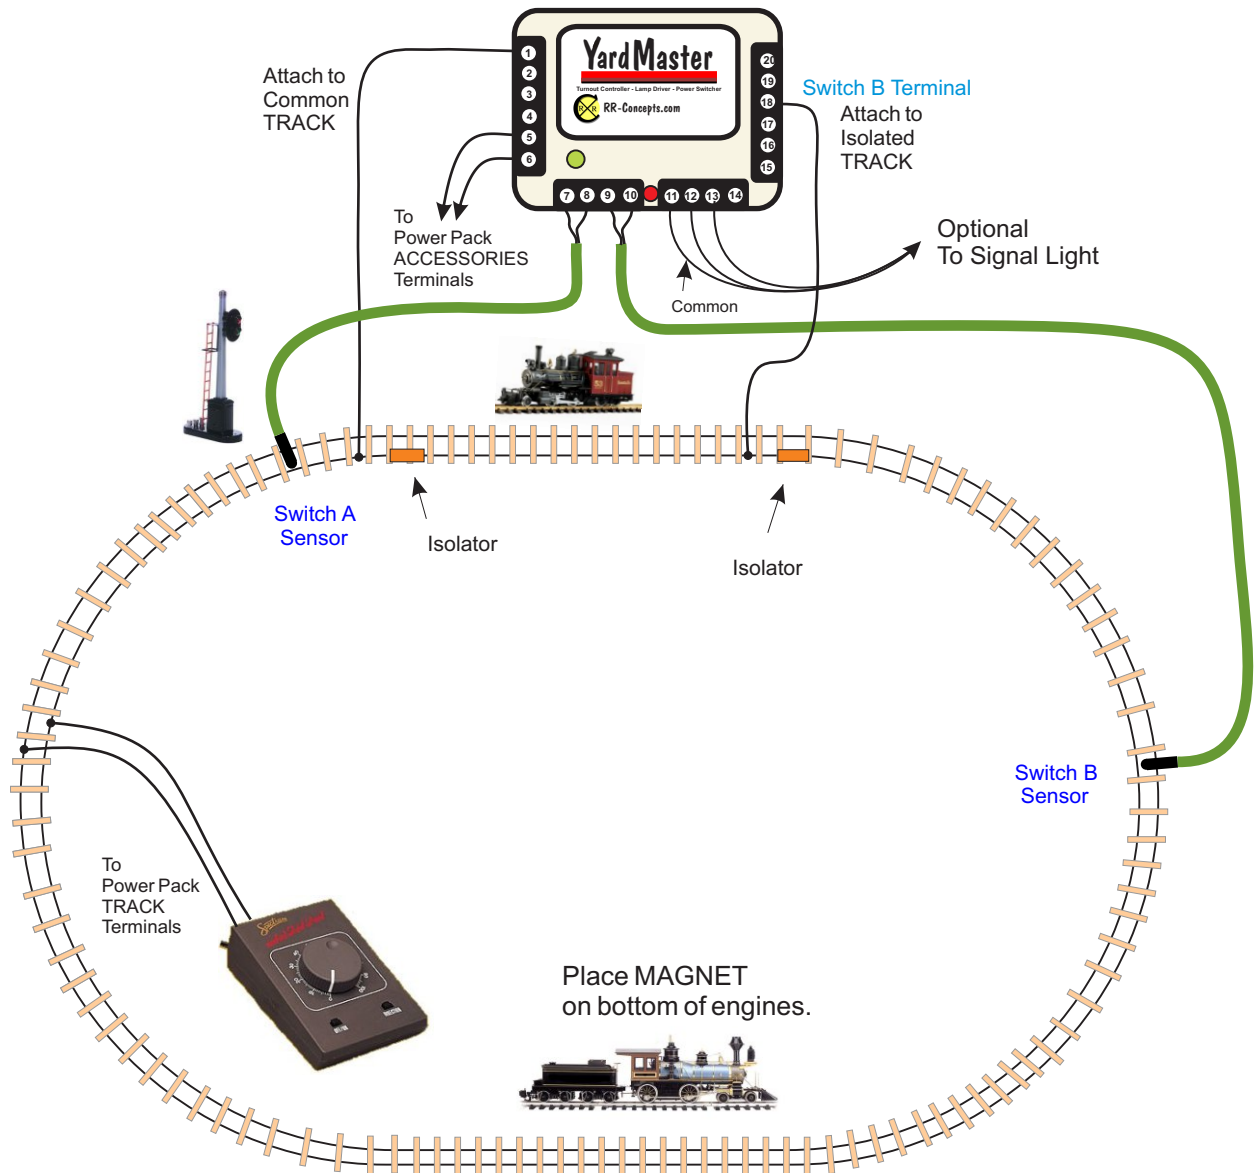 YardMaster
Turnout Controller - Lamp Driver - Power Switcher
R R
RR-Concepts.com
1
2
3
4
5
6
7
8
9
10
11
12
13
14
20
19
18
17
16
15
Attach to
Common
TRACK
Switch B Terminal
Attach to
Isolated
TRACK
To
Power Pack
ACCESSORIES
Terminals
Optional
To Signal Light
Common
Switch A
Sensor
Isolator
Isolator
Switch B
Sensor
To
Power Pack
TRACK
Terminals
Place MAGNET
on bottom of engines.